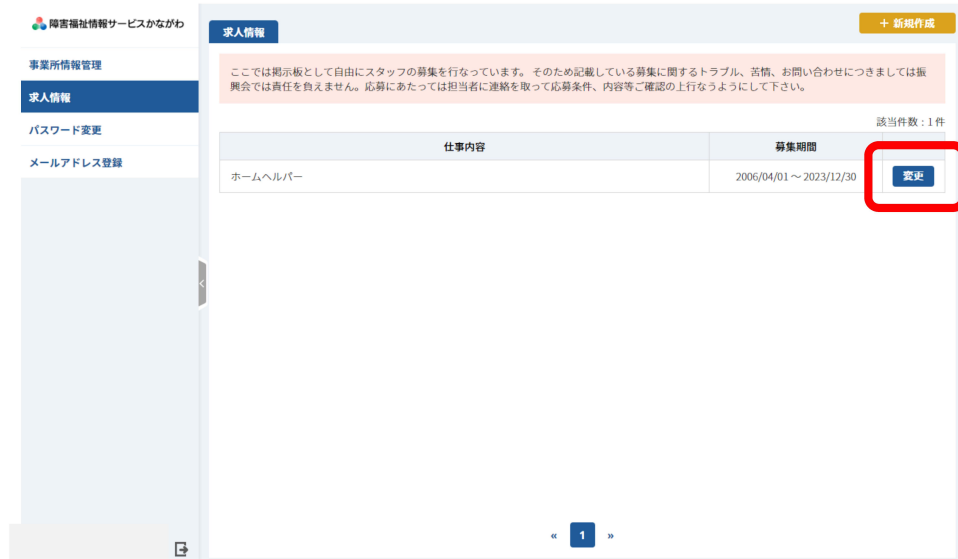 障害福祉情報サービスかながわ
事業所情報管理
求人情報
パスワード変更
メールアドレス登録
求人情報
＋ 新規作成
ここでは掲示板として自由にスタッフの募集を行なっています。 そのため記載している募集に関するトラブル、苦情、お問い合わせにつきましては振
興会では責任を負えません。応募にあたっては担当者に連絡を取って応募条件、内容等ご確認の上行なうようにして下さい。
該当件数 : 1 件
仕事内容 募集期間
ホームヘルパー 2006/04/01 ～ 2023/12/30 変更
« 1 »